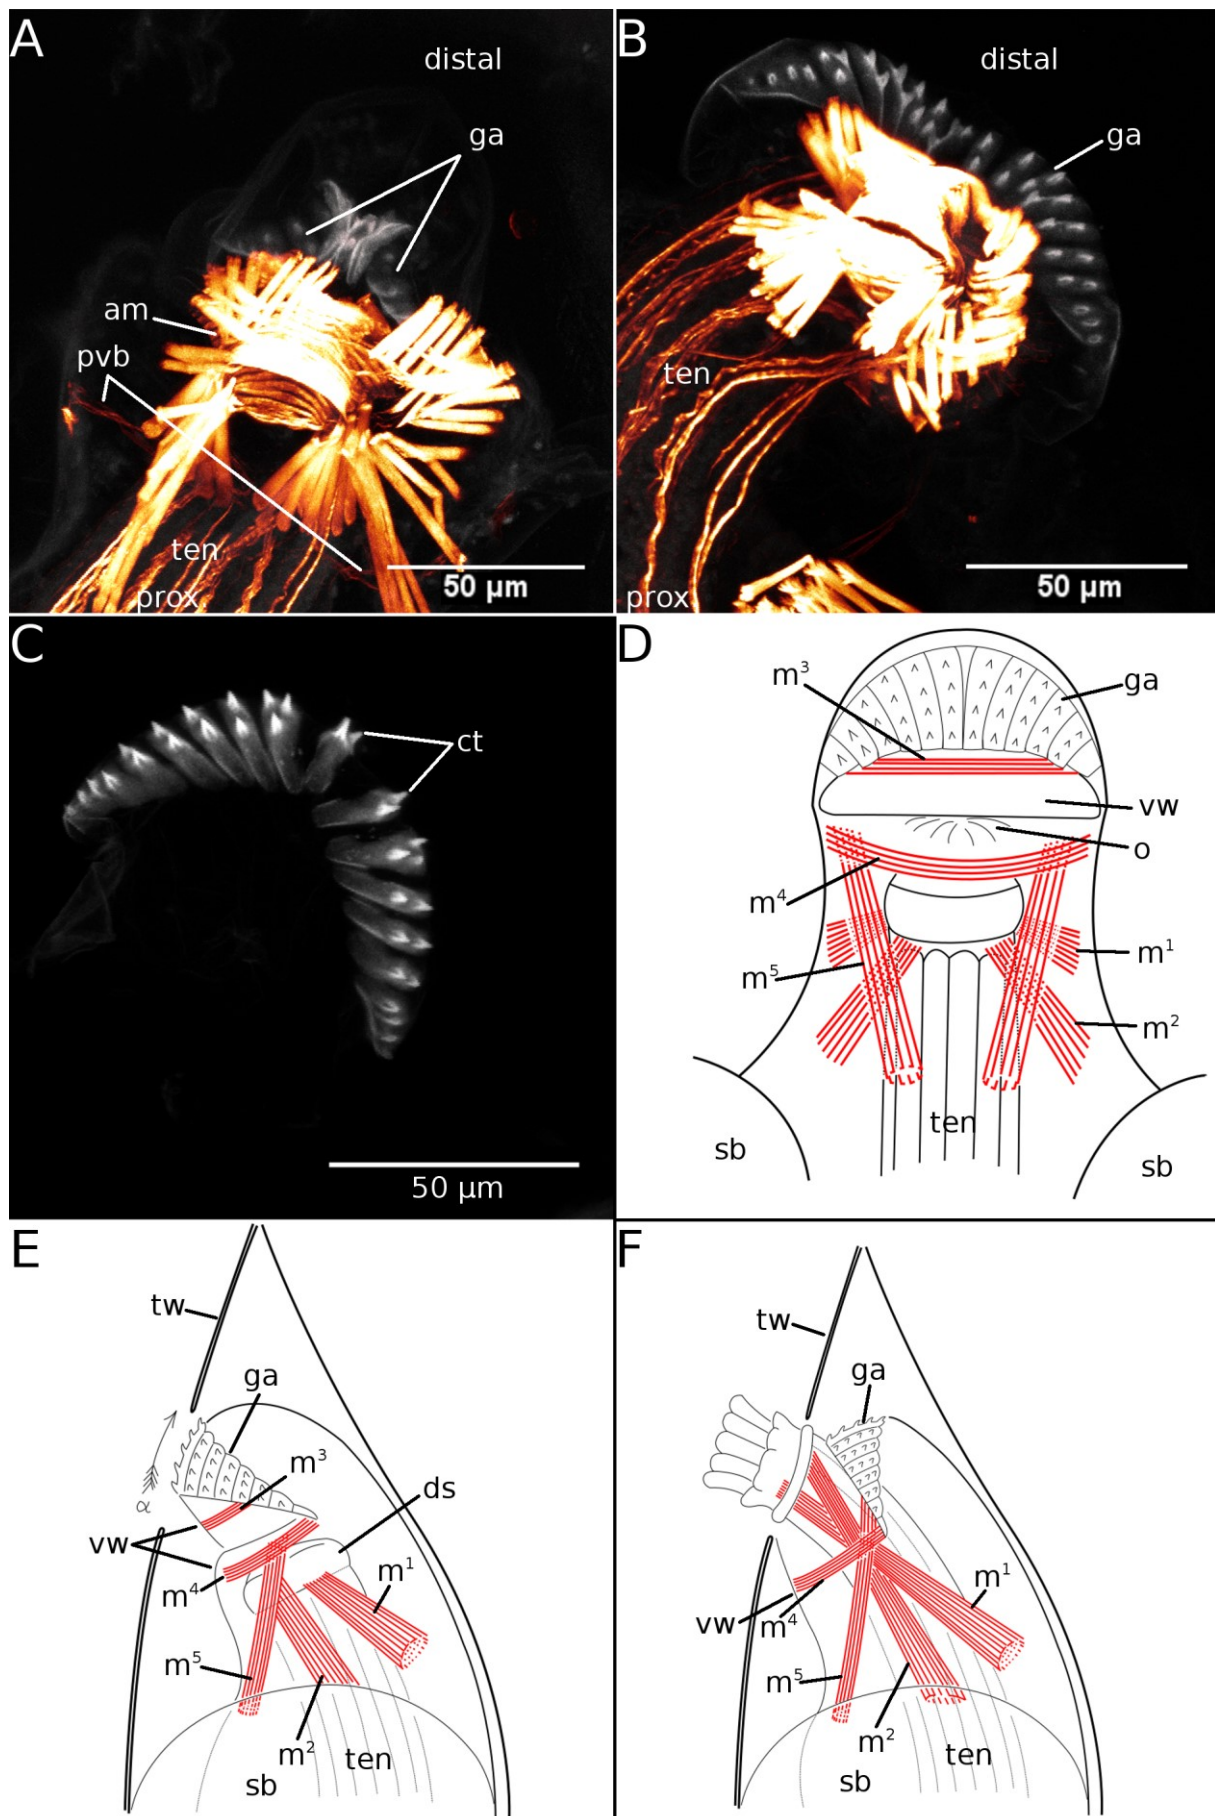 A
distal
ga
am
pvb
ten
prox.
50 µm
B
distal
ga
ten
prox.
50 µm
C
ct
50 µm
D
m³
ga
vw
o
m⁴
m¹
m⁵
m²
ten
sb
sb
E
tw
ga
m³
α
ds
vw
m⁴
m¹
m⁵
m²
ten
sb
F
tw
ga
m¹
vw
m⁴
m⁵
m²
ten
sb